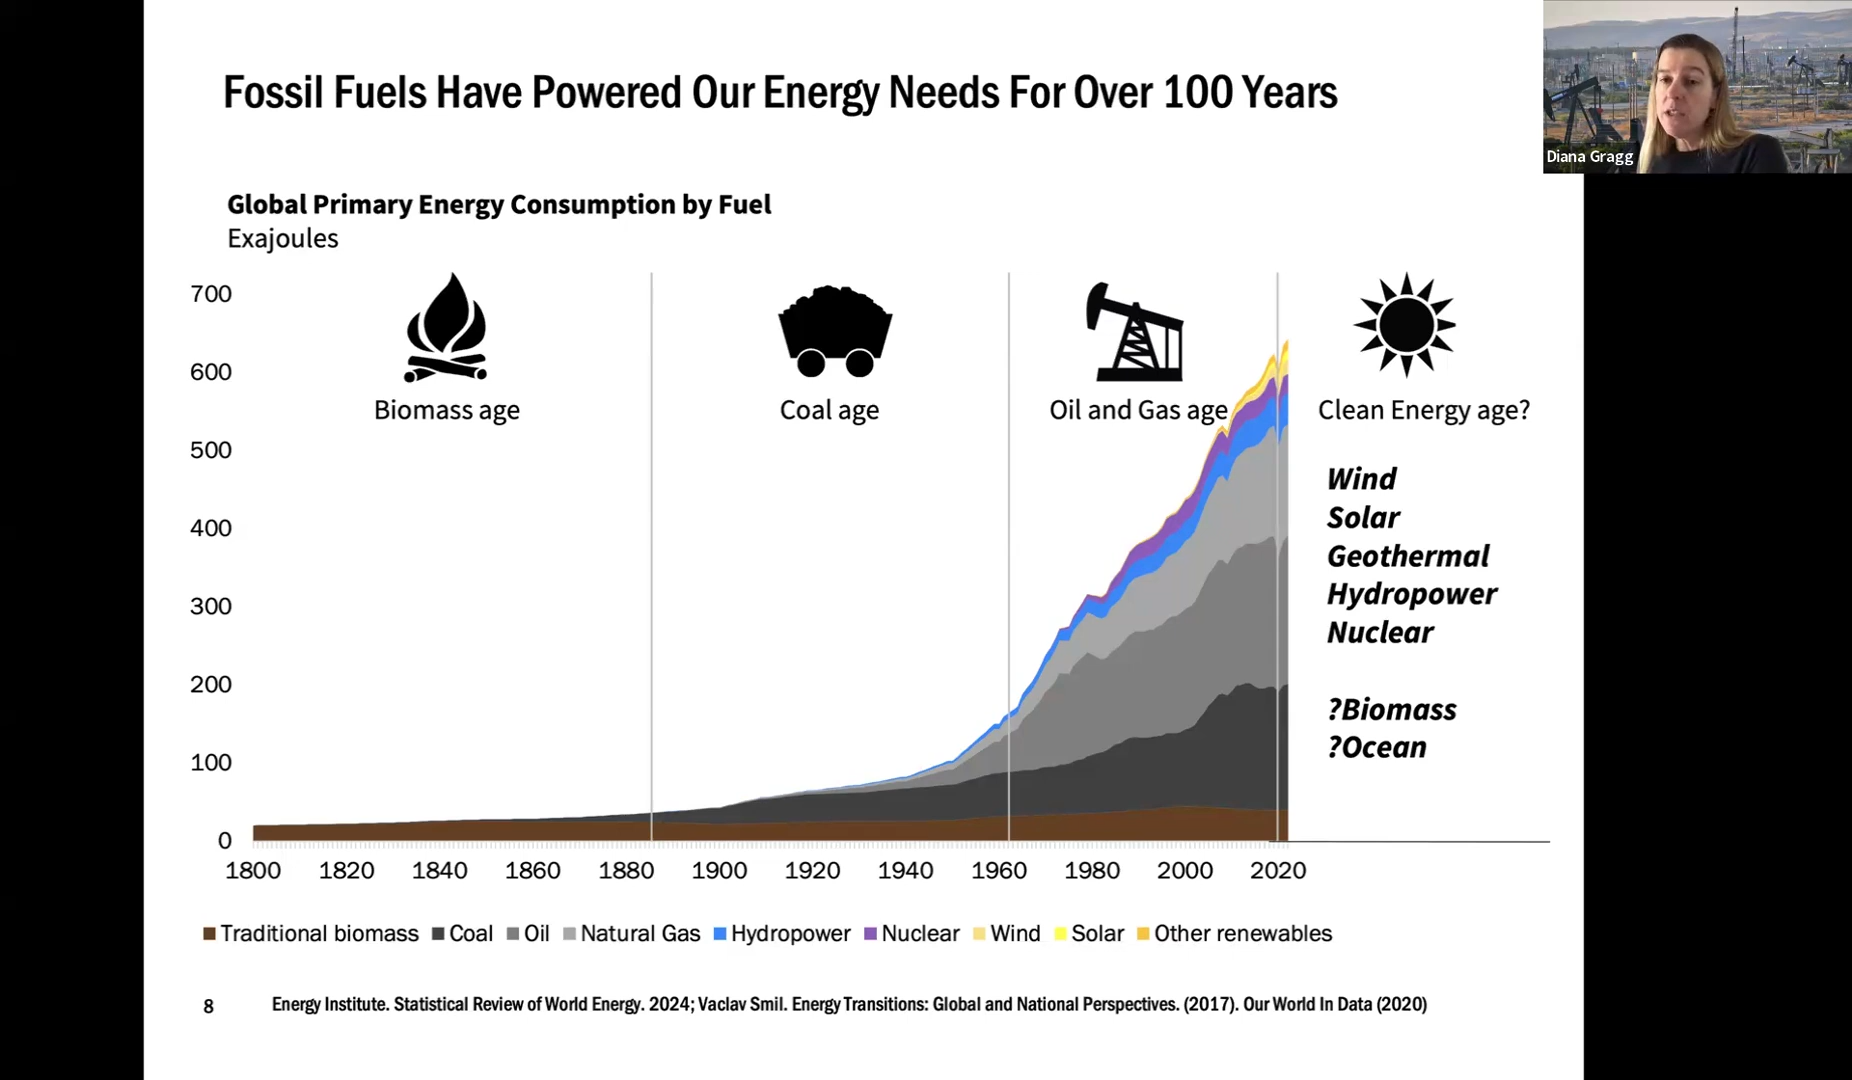 Fossil Fuels Have Powered Our Energy Needs For Over 100 Years
Diana Gragg
Global Primary Energy Consumption by Fuel
Exajoules
700
600
500
400
300
200
100
0
Biomass age
Coal age
Oil and Gas age
Clean Energy age?
Wind
Solar
Geothermal
Hydropower
Nuclear
?Biomass
?Ocean
1800 1820 1840 1860 1880 1900 1920 1940 1960 1980 2000 2020
Traditional biomass Coal Oil Natural Gas Hydropower Nuclear Wind Solar Other renewables
8
Energy Institute. Statistical Review of World Energy. 2024; Vaclav Smil. Energy Transitions: Global and National Perspectives. (2017). Our World In Data (2020)